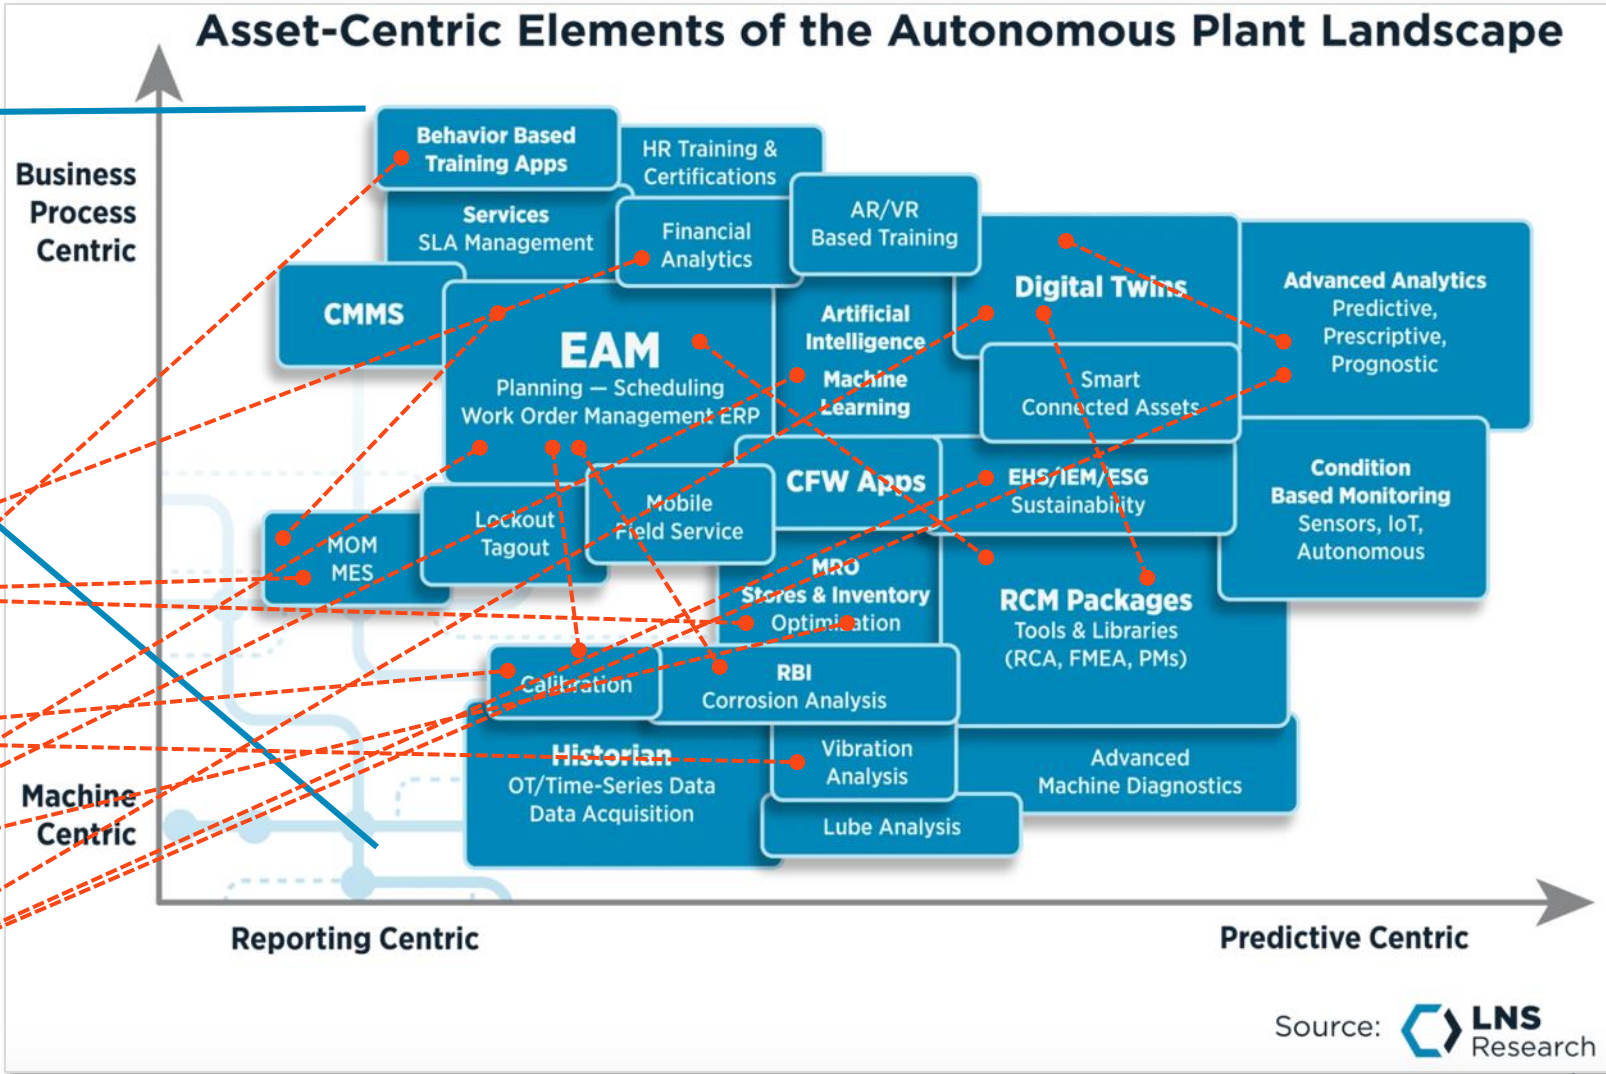 Asset-Centric Elements of the Autonomous Plant Landscape
Business
Process
Centric
Machine
Centric
Behavior Based
Training Apps
HR Training &
Certifications
Services
SLA Management
Financial
Analytics
AR/VR
Based Training
CMMS
EAM
Planning — Scheduling
Work Order Management ERP
Artificial
Intelligence
Machine
Learning
Digital Twins
Smart
Connected Assets
Advanced Analytics
Predictive,
Prescriptive,
Prognostic
MOM
MES
Lockout
Tagout
Mobile
Field Service
CFW Apps
EHS/IEM/ESG
Sustainability
Condition
Based Monitoring
Sensors, IoT,
Autonomous
MRO
Stores & Inventory
Optimization
RCM Packages
Tools & Libraries
(RCA, FMEA, PMs)
Calibration
RBI
Corrosion Analysis
Historian
OT/Time-Series Data
Data Acquisition
Vibration
Analysis
Lube Analysis
Advanced
Machine Diagnostics
Reporting Centric
Predictive Centric
Source:
LNS
Research